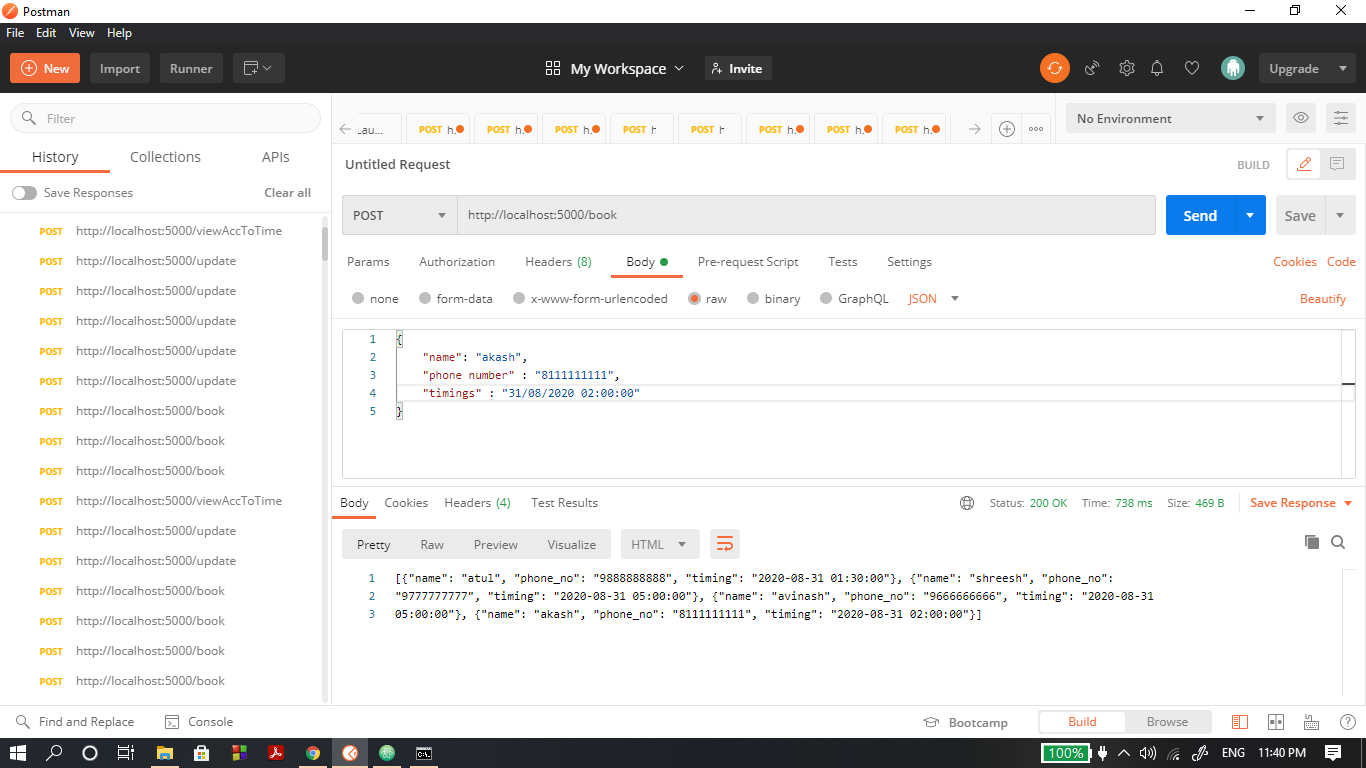 Postman
File Edit View Help
New Import Runner My Workspace Invite Upgrade
Filter
History Collections APIs
Save Responses Clear all
POST http://localhost:5000/viewAccToTime
POST http://localhost:5000/update
POST http://localhost:5000/update
POST http://localhost:5000/update
POST http://localhost:5000/update
POST http://localhost:5000/update
POST http://localhost:5000/book
POST http://localhost:5000/book
POST http://localhost:5000/book
POST http://localhost:5000/viewAccToTime
POST http://localhost:5000/update
POST http://localhost:5000/update
POST http://localhost:5000/book
POST http://localhost:5000/book
POST http://localhost:5000/book
POST http://localhost:5000/book
Lau... POST h. POST h. POST h. POST h POST h POST h. POST h. POST h. No Environment
Untitled Request BUILD
POST http://localhost:5000/book Send Save
Params Authorization Headers (8) Body Pre-request Script Tests Settings Cookies Code
none form-data x-www-form-urlencoded raw binary GraphQL JSON Beautify
1 {
2 "name": "akash",
3 "phone number" : "8111111111",
4 "timings" : "31/08/2020 02:00:00"
5 }
Body Cookies Headers (4) Test Results Status: 200 OK Time: 738 ms Size: 469 B Save Response
Pretty Raw Preview Visualize HTML
1 [{"name": "atul", "phone_no": "9888888888", "timing": "2020-08-31 01:30:00"}, {"name": "shreesh", "phone_no":
2 "9777777777", "timing": "2020-08-31 05:00:00"}, {"name": "avinash", "phone_no": "9666666666", "timing": "2020-08-31
3 05:00:00"}, {"name": "akash", "phone_no": "8111111111", "timing": "2020-08-31 02:00:00"}]
Find and Replace Console Bootcamp Build Browse
100% ENG 11:40 PM